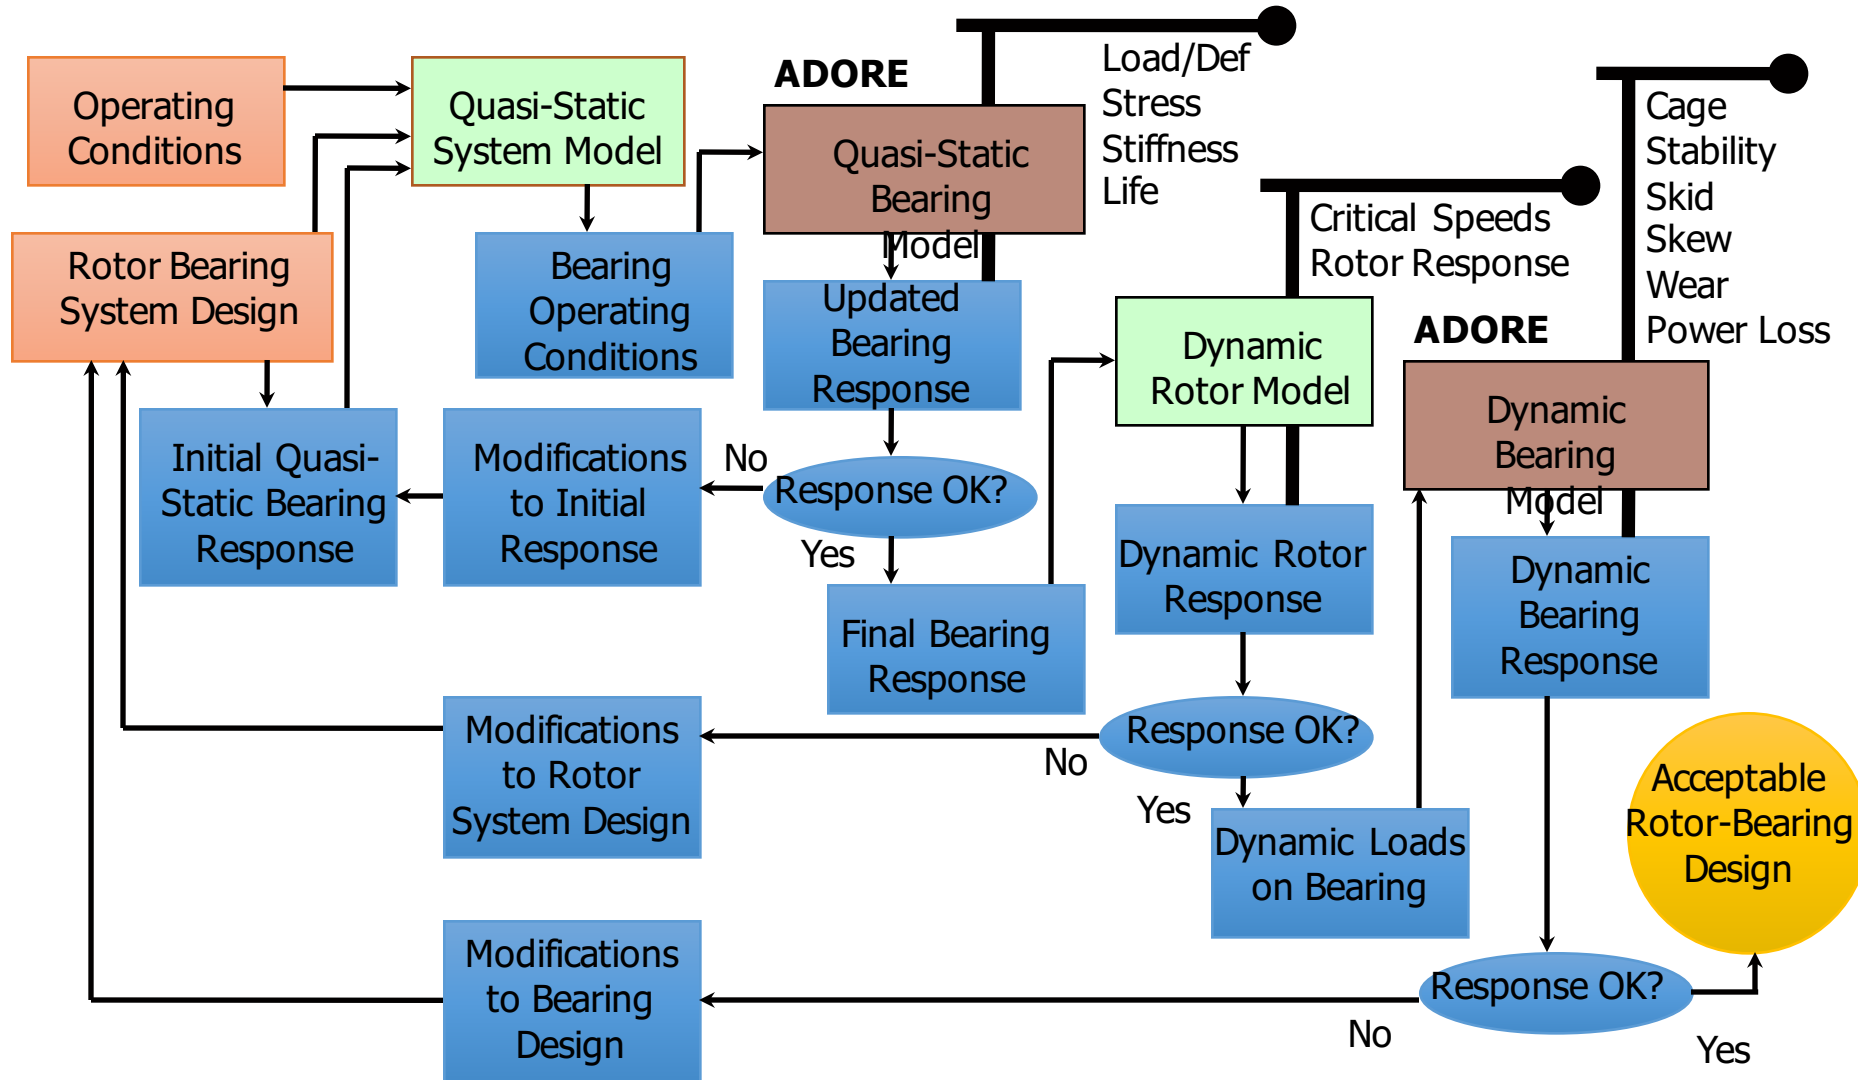 Operating
Conditions
Quasi-Static
System Model
ADORE
Quasi-Static
Bearing
Model
Load/Def
Stress
Stiffness
Life
Cage
Stability
Skid
Skew
Wear
Power Loss
Critical Speeds
Rotor Response
Rotor Bearing
System Design
Bearing
Operating
Conditions
Updated
Bearing
Response
Dynamic
Rotor Model
ADORE
Dynamic
Bearing
Model
Initial Quasi-
Static Bearing
Response
Modifications
to Initial
Response
No
Response OK?
Yes
Final Bearing
Response
Dynamic Rotor
Response
Dynamic
Bearing
Response
Modifications
to Rotor
System Design
No
Response OK?
Yes
Dynamic Loads
on Bearing
Acceptable
Rotor-Bearing
Design
Modifications
to Bearing
Design
No
Response OK?
Yes